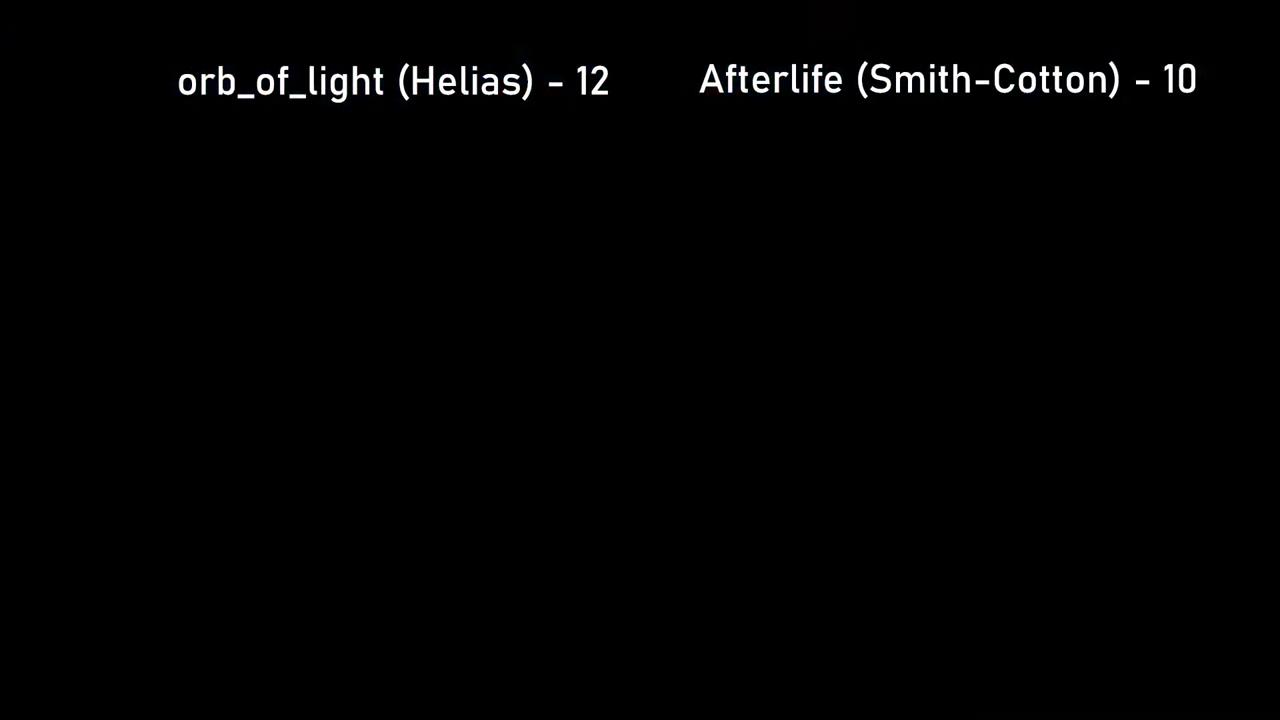 orb_of_light (Helias) - 12
Afterlife (Smith-Cotton) - 10